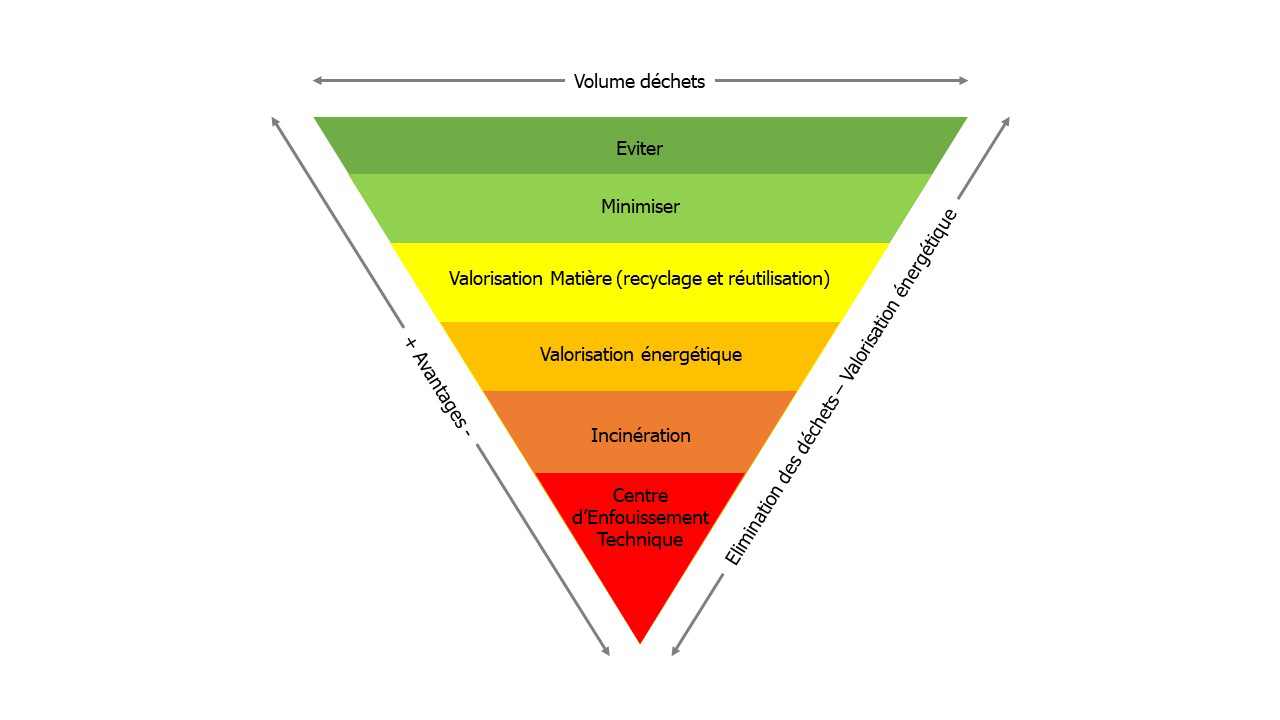 Volume déchets
Eviter
Minimiser
Valorisation Matière (recyclage et réutilisation)
Valorisation énergétique
Incinération
Centre
d’Enfouissement
Technique
+ Avantages -
Elimination des déchets – Valorisation énergétique